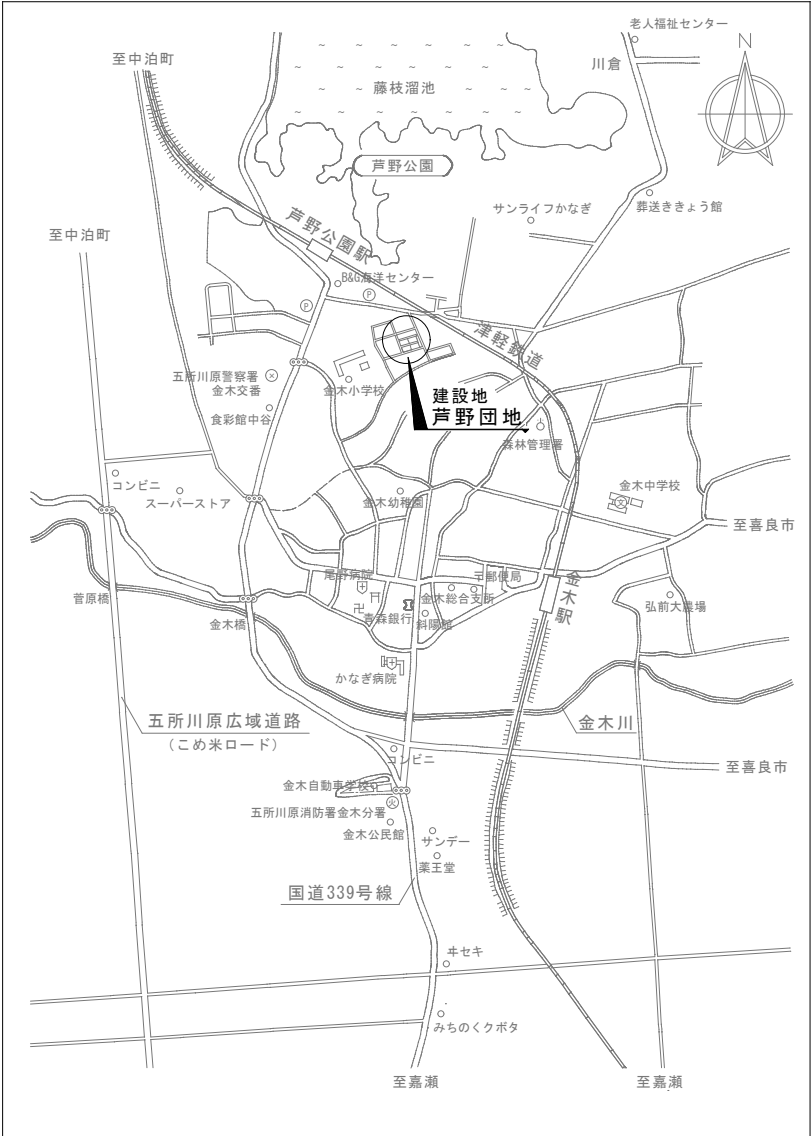 老人福祉センター
N
至中泊町
川倉
藤枝溜池
芦野公園
サンライフかなぎ
葬送ききょう館
芦野公園駅
至中泊町
B&G海洋センター
P
P
津軽鉄道
五所川原警察署
金木交番
金木小学校
建設地
芦野団地
食彩館中谷
森林管理署
コンビニ
スーパーストア
金木幼稚園
金木中学校
文
至喜良市
尾野病院
〒郵便局
金木駅
菅原橋
金木橋
青森銀行
金木総合支所
斜陽館
弘前大農場
かなぎ病院
五所川原広域道路
(こめ米ロード)
金木川
コンビニ
至喜良市
金木自動車学校
五所川原消防署金木分署
火
金木公民館
サンデー
薬王堂
国道339号線
ヰセキ
みちのくクボタ
至嘉瀬
至嘉瀬